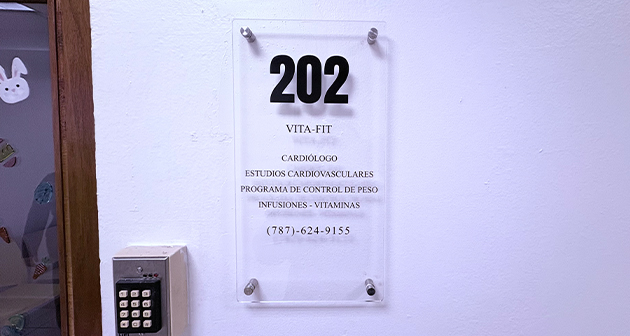 202
VITA-FIT
CARDIÓLOGO
ESTUDIOS CARDIOVASCULARES
PROGRAMA DE CONTROL DE PESO
INFUSIONES - VITAMINAS
(787)-624-9155